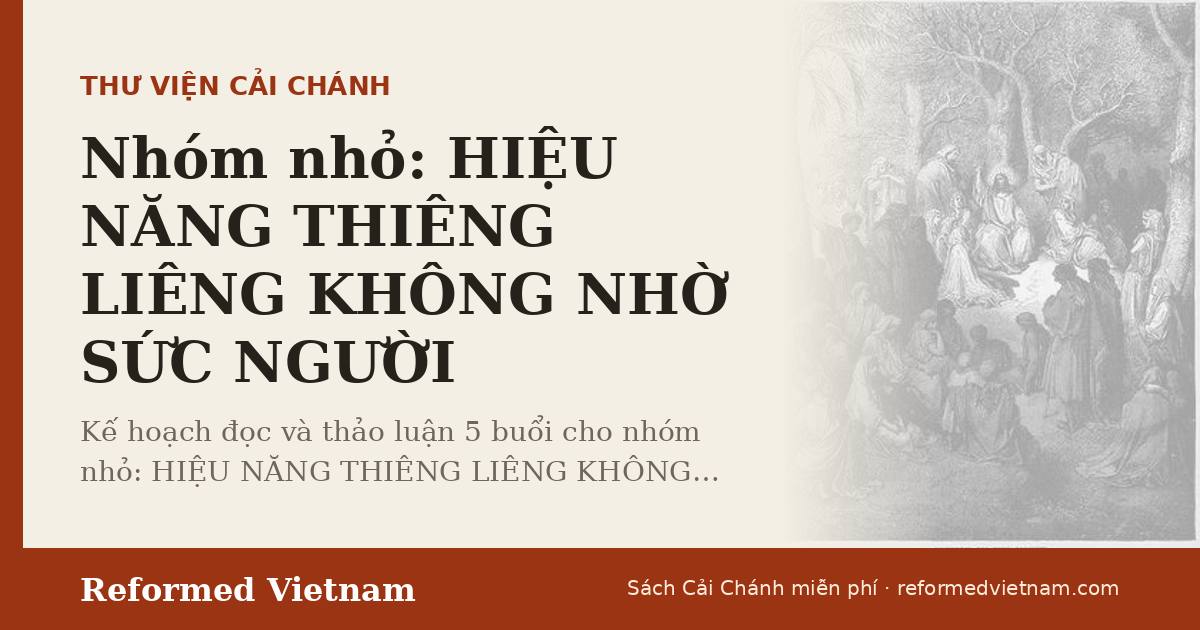 THƯ VIỆN CẢI CHÁNH
Nhóm nhỏ: HIỆU
NĂNG THIÊNG
LIÊNG KHÔNG NHỜ
SỨC NGƯỜI
Kế hoạch đọc và thảo luận 5 buổi cho nhóm
nhỏ: HIỆU NĂNG THIÊNG LIÊNG KHÔNG...
Reformed Vietnam
Sách Cải Chánh miễn phí · reformedvietnam.com